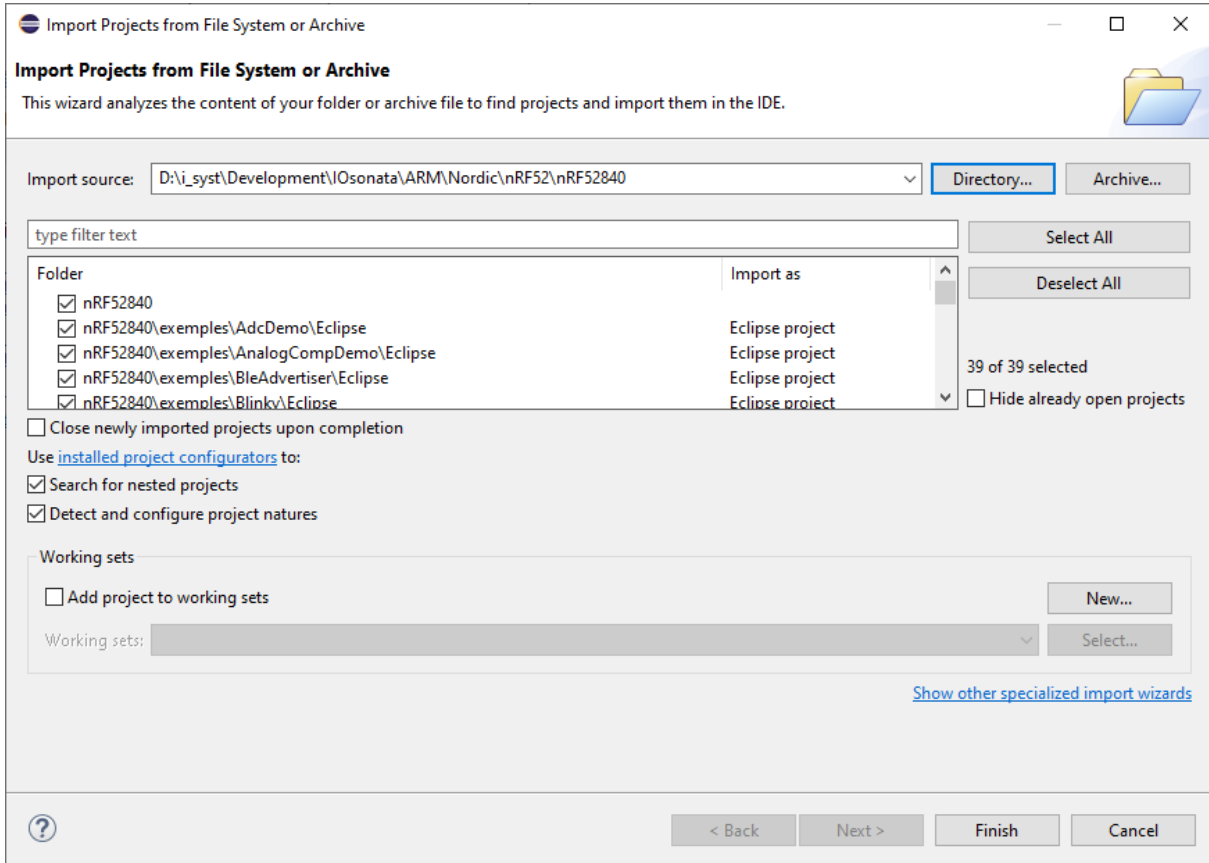 Import Projects from File System or Archive
Import Projects from File System or Archive
This wizard analyzes the content of your folder or archive file to find projects and import them in the IDE.
Import source: D:\i_syst\Development\IOsonata\ARM\Nordic\nRF52\nRF52840 Directory... Archive...
type filter text Select All
Folder Import as Deselect All
nRF52840
nRF52840\exemples\AdcDemo\Eclipse Eclipse project
nRF52840\exemples\AnalogCompDemo\Eclipse Eclipse project
nRF52840\exemples\BleAdvertiser\Eclipse Eclipse project
39 of 39 selected
nRF52840\exemples\Blinky\Eclipse Eclipse project
Hide already open projects
Close newly imported projects upon completion
Use installed project configurators to:
Search for nested projects
Detect and configure project natures
Working sets
Add project to working sets New...
Working sets: Select...
Show other specialized import wizards
? < Back Next > Finish Cancel